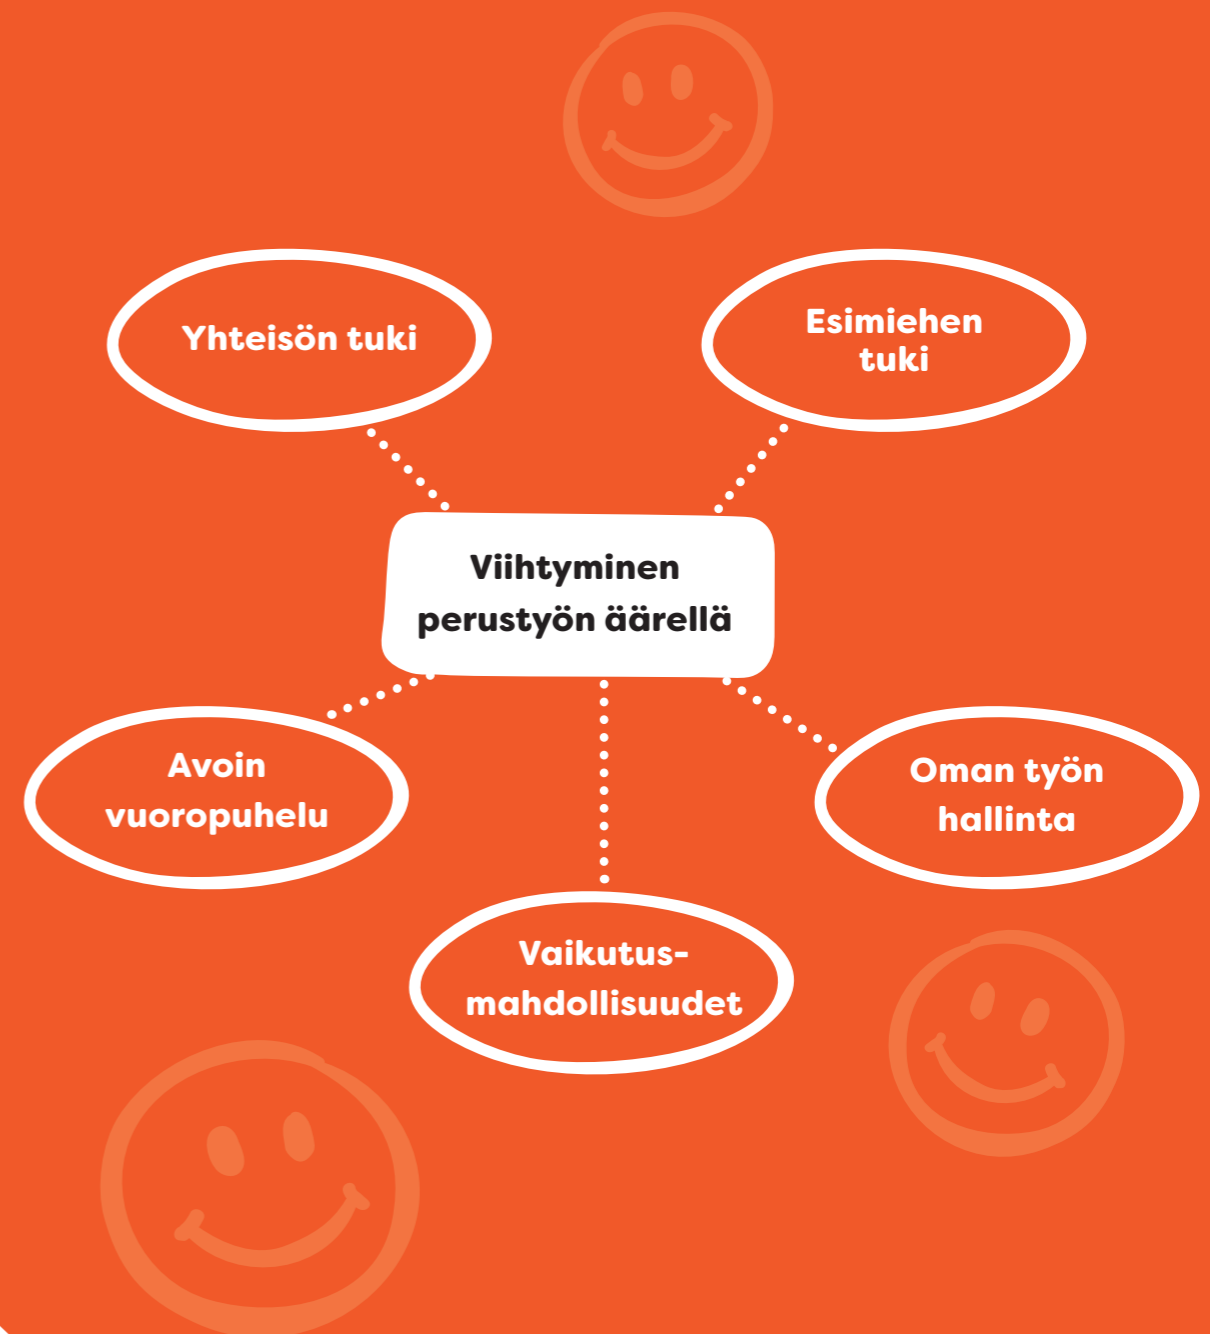 Yhteisön tuki
Esimiehen
tuki
Viihtyminen
perustyön äärellä
Avoin
vuoropuhelu
Oman työn
hallinta
Vaikutus-
mahdollisuudet